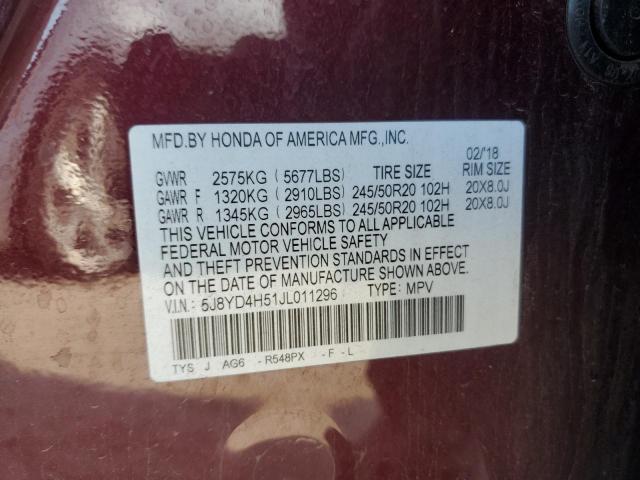 MFD.BY HONDA OF AMERICA MFG.,INC.
02/'18
GVWR 2575KG (5677LBS) TIRE SIZE RIM SIZE
GAWR F 1320KG (2910LBS) 245/50R20 102H 20X8.0J
GAWR R 1345KG (2965LBS) 245/50R20 102H 20X8.0J
THIS VEHICLE CONFORMS TO ALL APPLICABLE
FEDERAL MOTOR VEHICLE SAFETY
AND THEFT PREVENTION STANDARDS IN EFFECT
ON THE DATE OF MANUFACTURE SHOWN ABOVE.
V.I.N.: 5J8YD4H51JL011296 TYPE: MPV
TYS J AG6 -R548PX -F-L